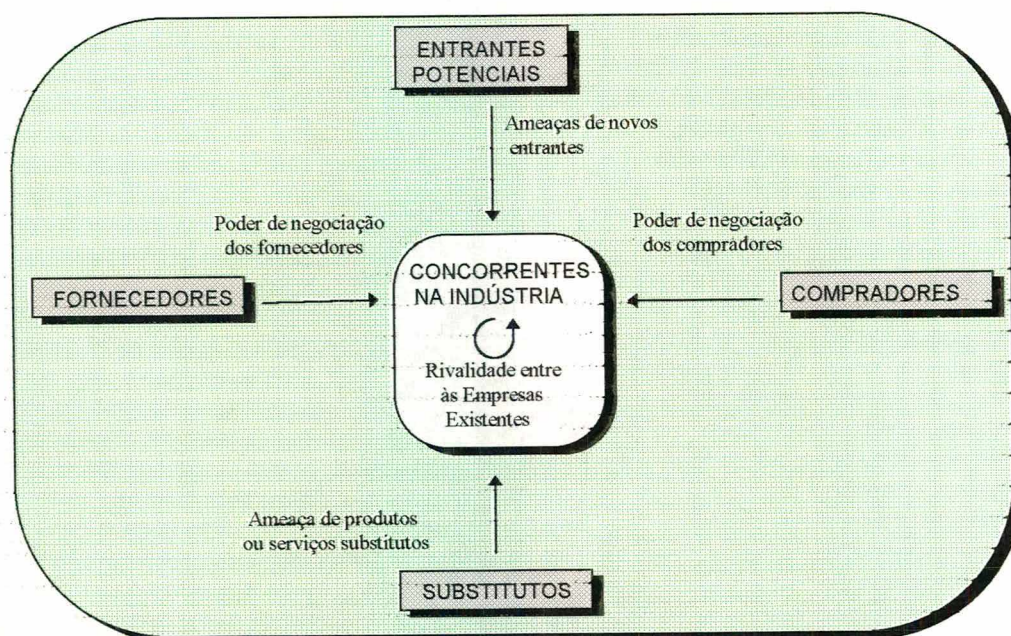 ENTRANTES
POTENCIAIS
Ameaças de novos
entrantes
Poder de negociação
dos fornecedores
Poder de negociação
dos compradores
FORNECEDORES
CONCORRENTES
NA INDÚSTRIA
COMPRADORES
Rivalidade entre
às Empresas
Existentes
Ameaça de produtos
ou serviços substitutos
SUBSTITUTOS